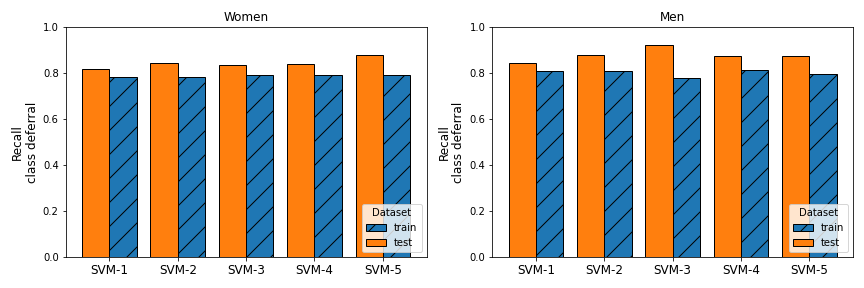 Women
Recall
class deferral
1.0
0.8
0.6
0.4
0.2
0.0
SVM-1 SVM-2 SVM-3 SVM-4 SVM-5
Dataset
train
test
Men
Recall
class deferral
1.0
0.8
0.6
0.4
0.2
0.0
SVM-1 SVM-2 SVM-3 SVM-4 SVM-5
Dataset
train
test